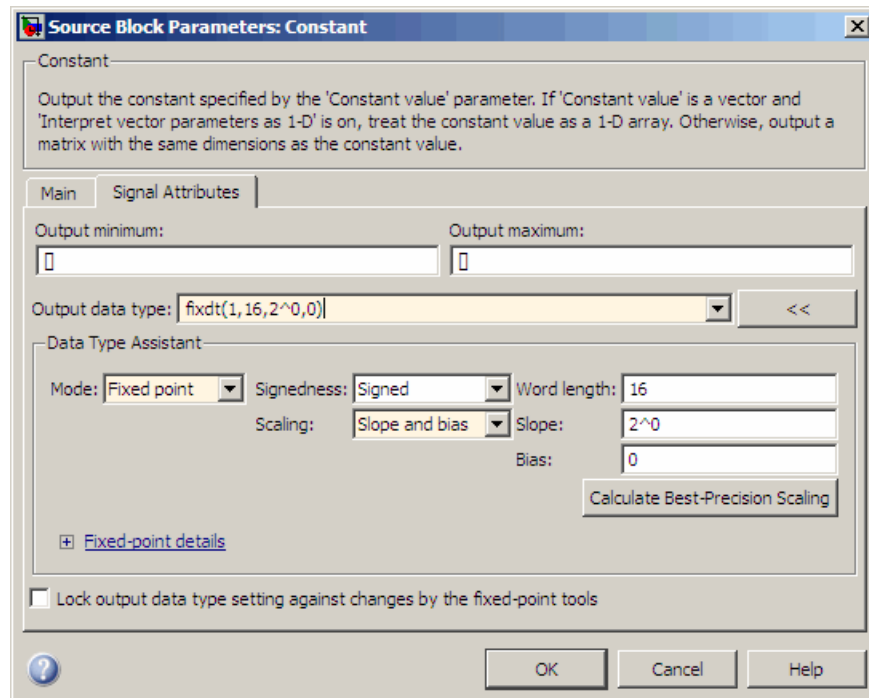 Source Block Parameters: Constant
Constant
Output the constant specified by the 'Constant value' parameter. If 'Constant value' is a vector and
'Interpret vector parameters as 1-D' is on, treat the constant value as a 1-D array. Otherwise, output a
matrix with the same dimensions as the constant value.
Main Signal Attributes
Output minimum: Output maximum:
[] []
Output data type: fixdt(1,16,2^0,0) <<
Data Type Assistant
Mode: Fixed point Signedness: Signed Word length: 16
Scaling: Slope and bias Slope: 2^0
Bias: 0
Calculate Best-Precision Scaling
Fixed-point details
Lock output data type setting against changes by the fixed-point tools
OK Cancel Help